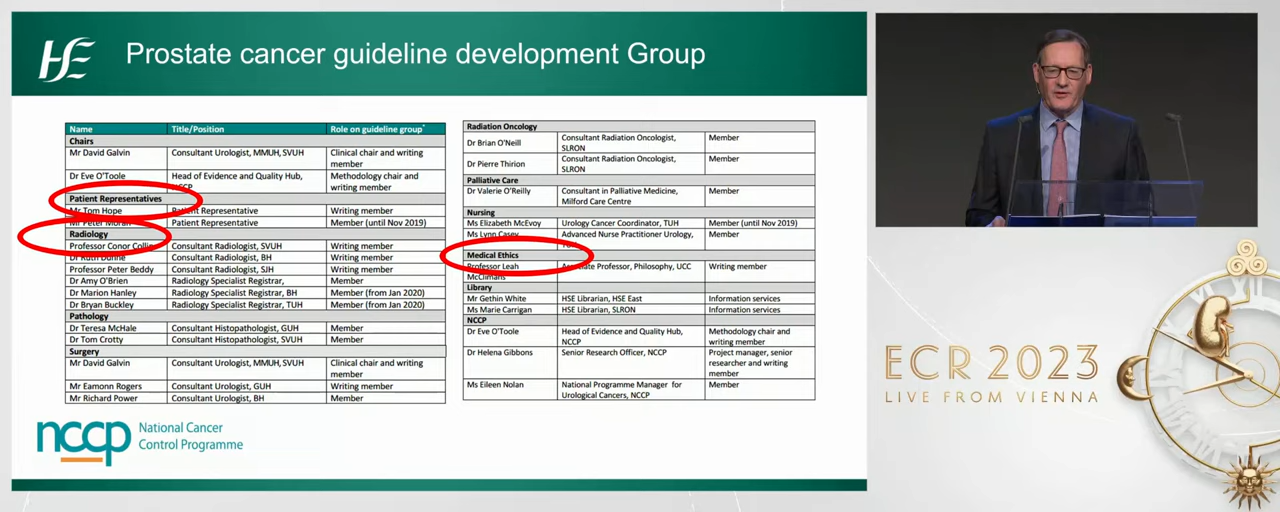 HSE
Prostate cancer guideline development Group
Name Title/Position Role on guideline group*
Chairs
Mr David Galvin Consultant Urologist, MMUH, SVUH Clinical chair and writing
member
Dr Eve O'Toole Head of Evidence and Quality Hub, Methodology chair and
NCCP writing member
Patient Representatives
Mr Tom Hope Patient Representative Writing member
Mr Peter Moran Patient Representative Member (until Nov 2019)
Radiology
Professor Conor Collins Consultant Radiologist, SVUH Writing member
Dr Ruth Dunne Consultant Radiologist, BH Writing member
Professor Peter Beddy Consultant Radiologist, SJH Writing member
Dr Amy O'Brien Radiology Specialist Registrar, Member
Dr Marion Hanley Radiology Specialist Registrar, BH Member (from Jan 2020)
Dr Bryan Buckley Radiology Specialist Registrar, TUH Member (from Jan 2020)
Pathology
Dr Teresa McHale Consultant Histopathologist, GUH Member
Dr Tom Crotty Consultant Histopathologist, SVUH Member
Surgery
Mr David Galvin Consultant Urologist, MMUH, SVUH Clinical chair and writing
member
Mr Eamonn Rogers Consultant Urologist, GUH Writing member
Mr Richard Power Consultant Urologist, BH Member
Radiation Oncology
Dr Brian O'Neill Consultant Radiation Oncologist, Member
SLRON
Dr Pierre Thirion Consultant Radiation Oncologist, Member
SLRON
Palliative Care
Dr Valerie O'Reilly Consultant in Palliative Medicine, Member
Milford Care Centre
Nursing
Ms Elizabeth McEvoy Urology Cancer Coordinator, TUH Member (until Nov 2019)
Ms Lynn Casey Advanced Nurse Practitioner Urology, Member
Medical Ethics
Professor Leah Associate Professor, Philosophy, UCC Writing member
McClimans
Library
Mr Gethin White HSE Librarian, HSE East Information services
Ms Marie Carrigan HSE Librarian, SLRON Information services
NCCP
Dr Eve O'Toole Head of Evidence and Quality Hub, Methodology chair and
NCCP writing member
Dr Helena Gibbons Senior Research Officer, NCCP Project manager, senior
researcher and writing
member
Ms Eileen Nolan National Programme Manager for Member
Urological Cancers, NCCP
nccp National Cancer
Control Programme
ECR 2023
LIVE FROM VIENNA